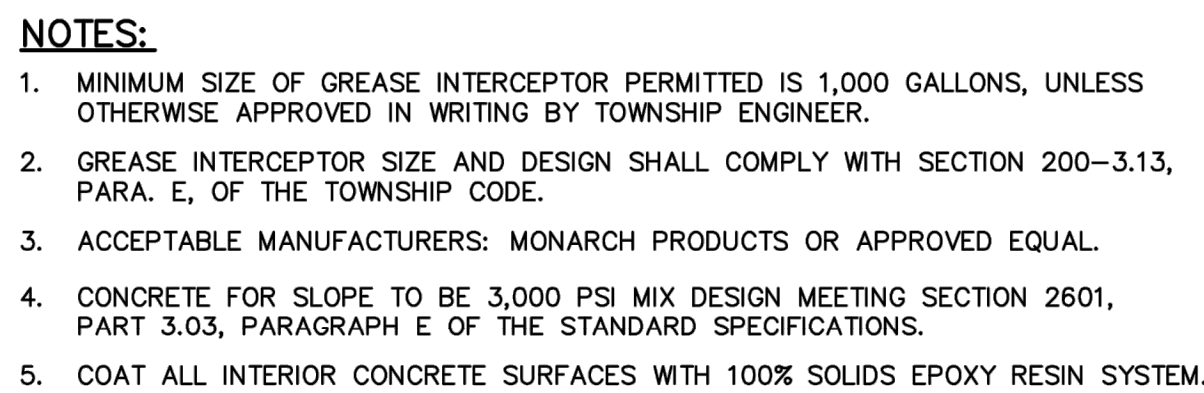 NOTES:
1. MINIMUM SIZE OF GREASE INTERCEPTOR PERMITTED IS 1,000 GALLONS, UNLESS
OTHERWISE APPROVED IN WRITING BY TOWNSHIP ENGINEER.
2. GREASE INTERCEPTOR SIZE AND DESIGN SHALL COMPLY WITH SECTION 200–3.13,
PARA. E, OF THE TOWNSHIP CODE.
3. ACCEPTABLE MANUFACTURERS: MONARCH PRODUCTS OR APPROVED EQUAL.
4. CONCRETE FOR SLOPE TO BE 3,000 PSI MIX DESIGN MEETING SECTION 2601,
PART 3.03, PARAGRAPH E OF THE STANDARD SPECIFICATIONS.
5. COAT ALL INTERIOR CONCRETE SURFACES WITH 100% SOLIDS EPOXY RESIN SYSTEM.